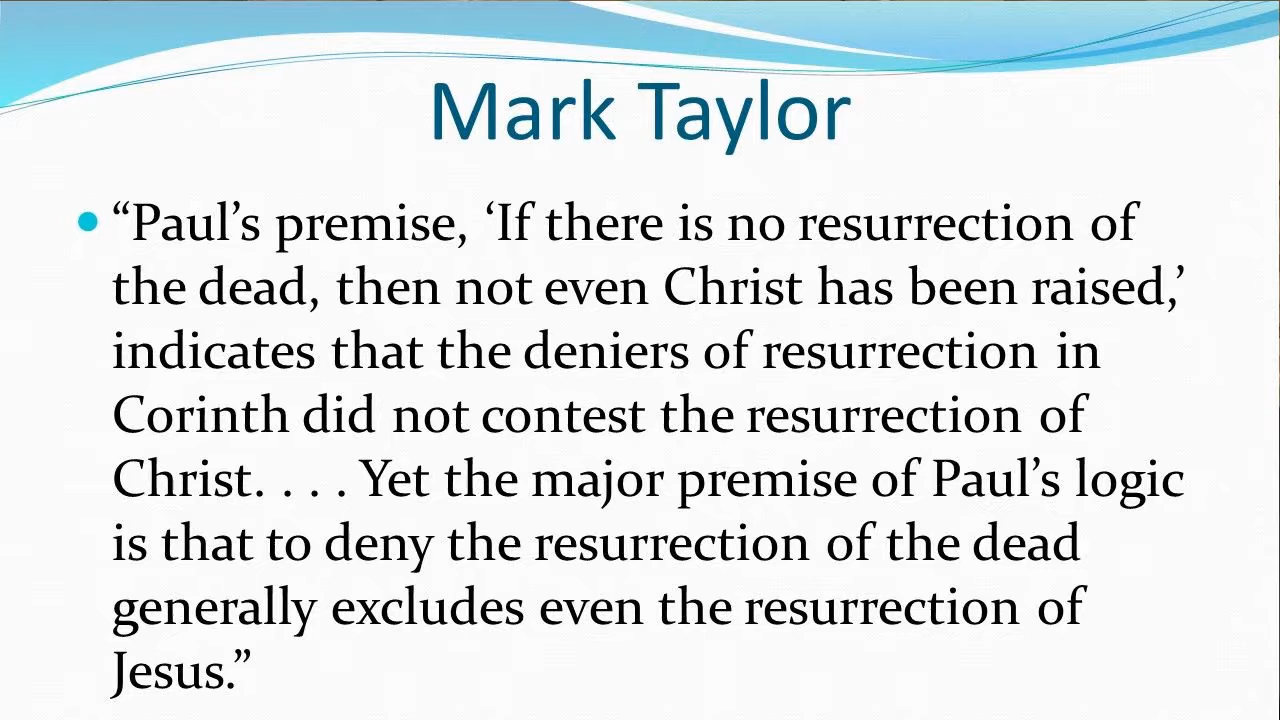 Mark Taylor
• “Paul’s premise, ‘If there is no resurrection of
the dead, then not even Christ has been raised,’
indicates that the deniers of resurrection in
Corinth did not contest the resurrection of
Christ. . . . Yet the major premise of Paul’s logic
is that to deny the resurrection of the dead
generally excludes even the resurrection of
Jesus.”